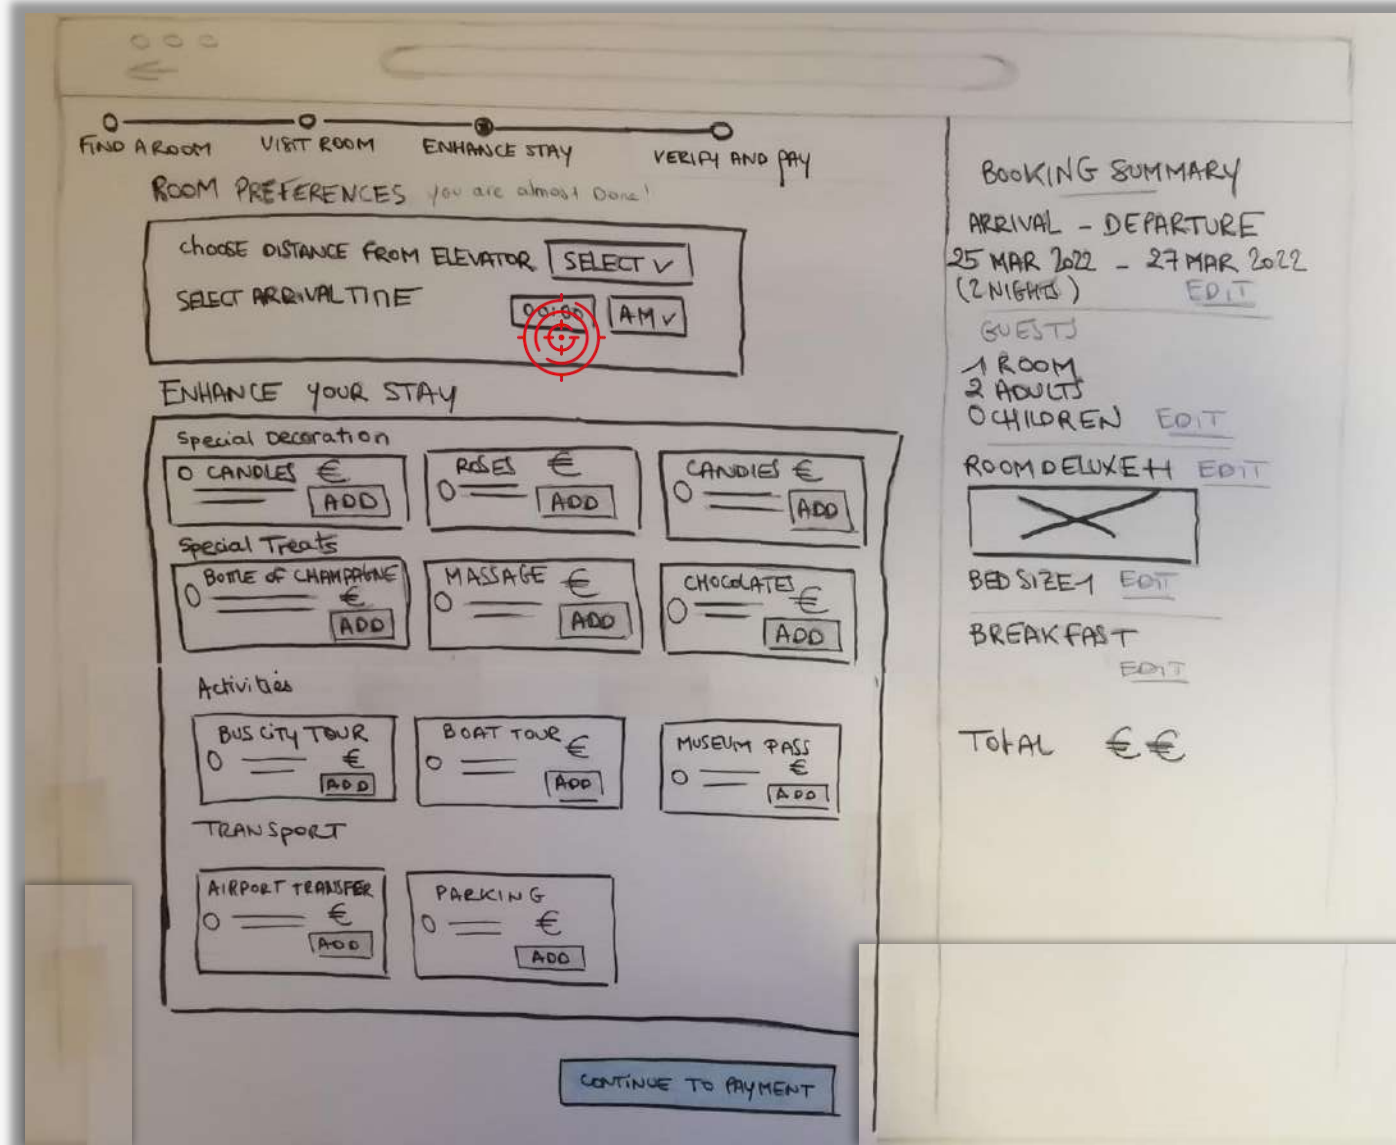 FIND A ROOM
VISIT ROOM
ENHANCE STAY
VERIFY AND PAY
ROOM PREFERENCES you are almost Done!
choose DISTANCE FROM ELEVATOR SELECT
SELECT ARRIVAL TIME 00:00 AM
ENHANCE YOUR STAY
Special Decoration
CANDLES €
ADD
ROSES €
ADD
CANDIES €
ADD
Special Treats
BOTTLE OF CHAMPAGNE
€
ADD
MASSAGE €
ADD
CHOCOLATES €
ADD
Activities
BUS CITY TOUR
€
ADD
BOAT TOUR €
ADD
MUSEUM PASS
€
ADD
TRANSPORT
AIRPORT TRANSFER
€
ADD
PARKING
€
ADD
CONTINUE TO PAYMENT
BOOKING SUMMARY
ARRIVAL - DEPARTURE
25 MAR 2022 - 27 MAR 2022
(2 NIGHTS) EDIT
GUESTS
1 ROOM
2 ADULTS
0 CHILDREN EDIT
ROOM DELUXE EDIT
BED SIZE 1 EDIT
BREAKFAST
EDIT
TOTAL €€